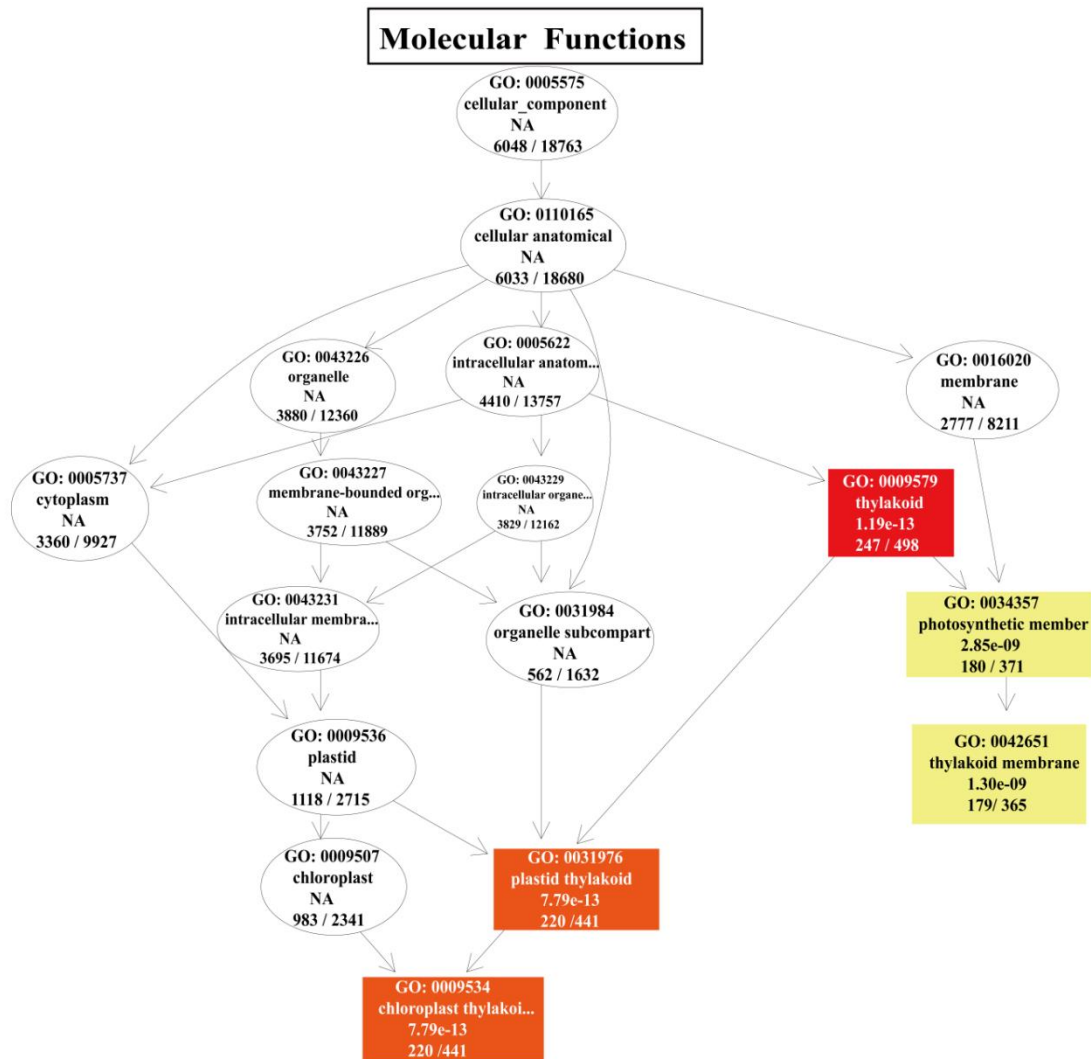 Molecular Functions
GO: 0005575
cellular_component
NA
6048 / 18763
GO: 0110165
cellular anatomical
NA
6033 / 18680
GO: 0043226
organelle
NA
3880 / 12360
GO: 0005622
intracellular anatom...
NA
4410 / 13757
GO: 0016020
membrane
NA
2777 / 8211
GO: 0005737
cytoplasm
NA
3360 / 9927
GO: 0043227
membrane-bounded org...
NA
3752 / 11889
GO: 0043229
intracellular organe...
NA
3829 / 12162
GO: 0009579
thylakoid
1.19e-13
247 / 498
GO: 0043231
intracellular membra...
NA
3695 / 11674
GO: 0031984
organelle subcompart
NA
562 / 1632
GO: 0034357
photosynthetic member
2.85e-09
180 / 371
GO: 0009536
plastid
NA
1118 / 2715
GO: 0042651
thylakoid membrane
1.30e-09
179/ 365
GO: 0009507
chloroplast
NA
983 / 2341
GO: 0031976
plastid thylakoid
7.79e-13
220 /441
GO: 0009534
chloroplast thylakoi...
7.79e-13
220 /441